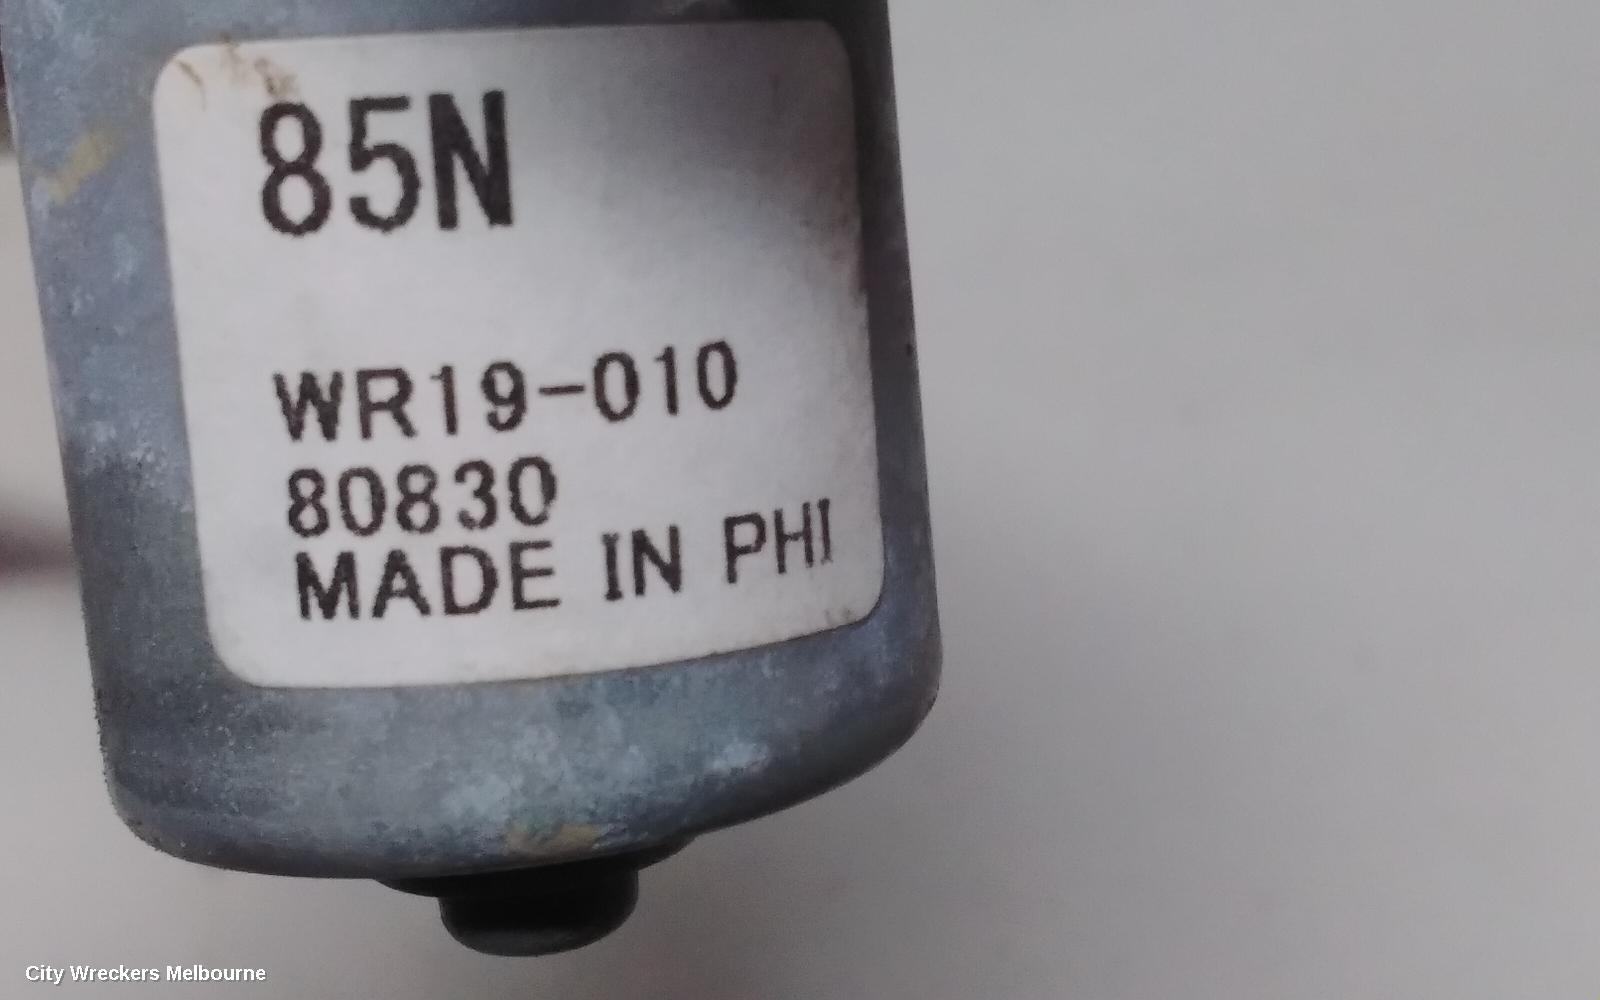 85N
WR19-010
80830
MADE IN PHI
City Wreckers Melbourne